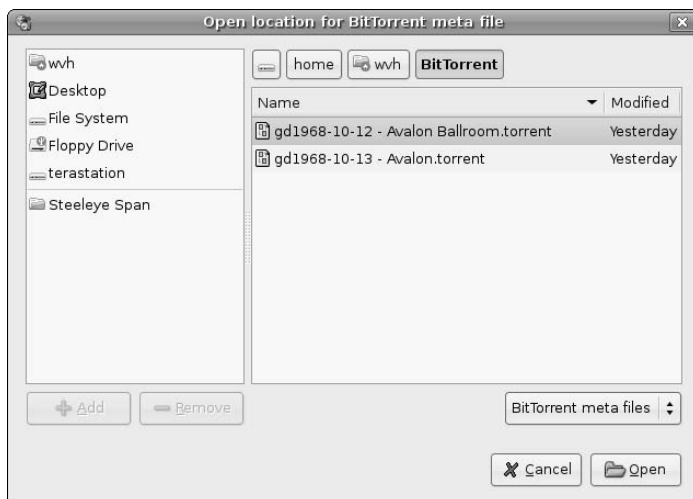 Open location for BitTorrent meta file
wvh
Desktop
File System
Floppy Drive
terastation
Steeleye Span
Add
Remove
home
wvh
BitTorrent
Name
Modified
gd1968-10-12 - Avalon Ballroom.torrent
Yesterday
gd1968-10-13 - Avalon.torrent
Yesterday
BitTorrent meta files
Cancel
Open